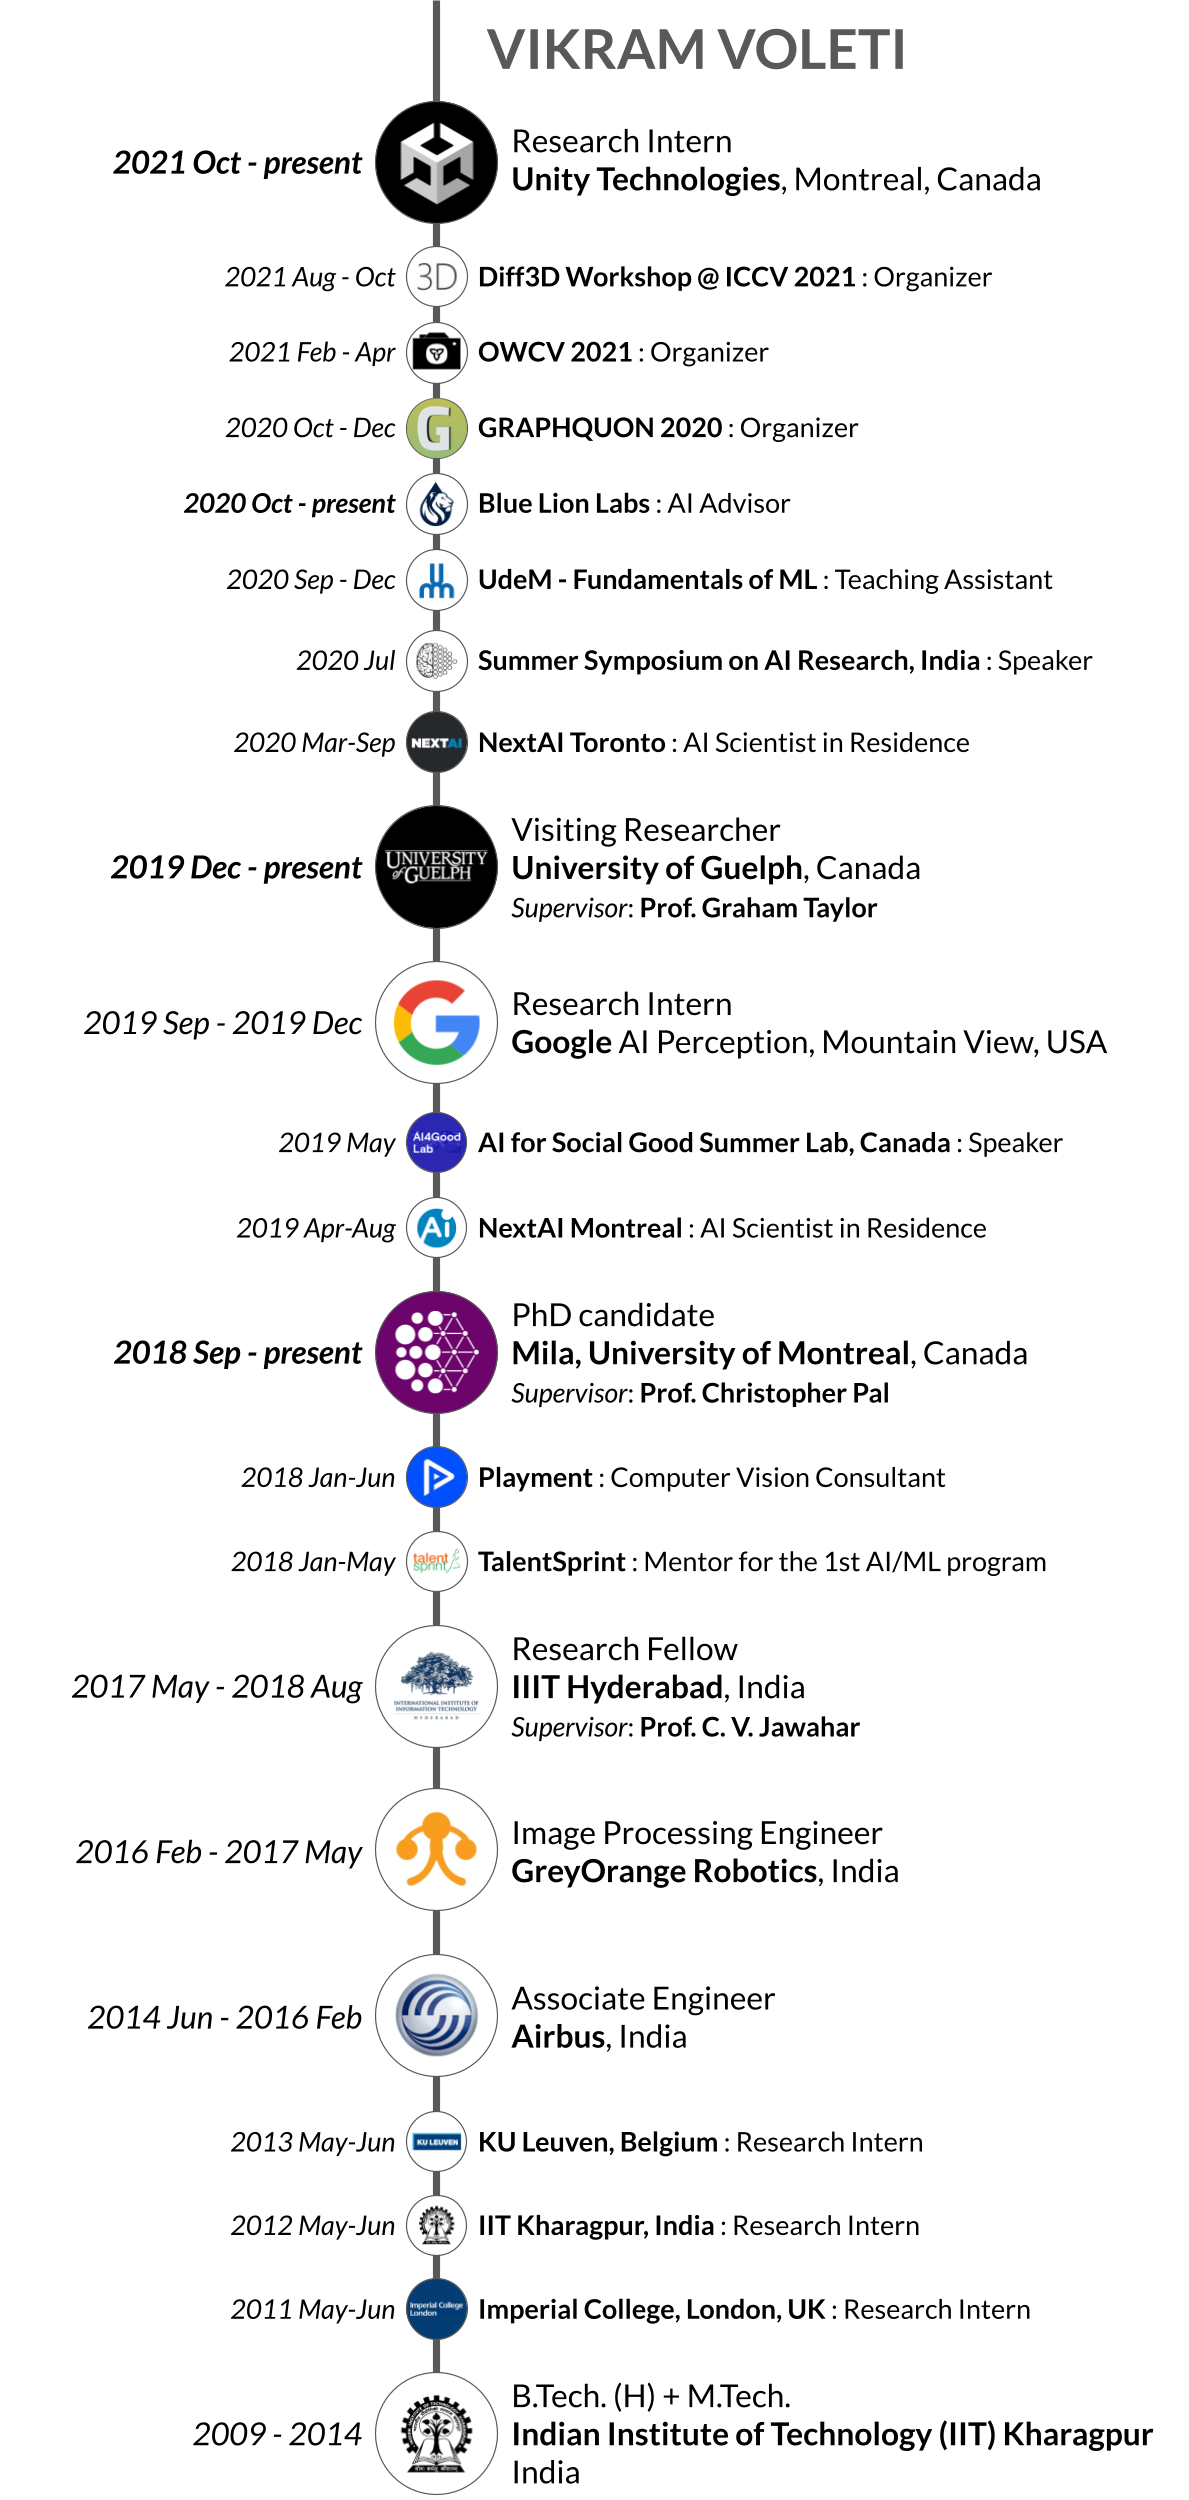 VIKRAM VOLETI
2021 Oct - present
Research Intern
Unity Technologies, Montreal, Canada
2021 Aug - Oct
3D
Diff3D Workshop @ ICCV 2021 : Organizer
2021 Feb - Apr
OWCV 2021 : Organizer
2020 Oct - Dec
G
GRAPHQUON 2020 : Organizer
2020 Oct - present
Blue Lion Labs : AI Advisor
2020 Sep - Dec
UdeM - Fundamentals of ML : Teaching Assistant
2020 Jul
Summer Symposium on AI Research, India : Speaker
2020 Mar-Sep
NEXTAI
NextAI Toronto : AI Scientist in Residence
2019 Dec - present
UNIVERSITY
of GUELPH
Visiting Researcher
University of Guelph, Canada
Supervisor: Prof. Graham Taylor
2019 Sep - 2019 Dec
G
Research Intern
Google AI Perception, Mountain View, USA
2019 May
AI4Good
Lab
AI for Social Good Summer Lab, Canada : Speaker
2019 Apr-Aug
Ai
NextAI Montreal : AI Scientist in Residence
2018 Sep - present
PhD candidate
Mila, University of Montreal, Canada
Supervisor: Prof. Christopher Pal
2018 Jan-Jun
Playment : Computer Vision Consultant
2018 Jan-May
talent
sprint
TalentSprint : Mentor for the 1st AI/ML program
2017 May - 2018 Aug
INTERNATIONAL INSTITUTE OF
INFORMATION TECHNOLOGY
HYDERABAD
Research Fellow
IIIT Hyderabad, India
Supervisor: Prof. C. V. Jawahar
2016 Feb - 2017 May
Image Processing Engineer
GreyOrange Robotics, India
2014 Jun - 2016 Feb
Associate Engineer
Airbus, India
2013 May-Jun
KU LEUVEN
KU Leuven, Belgium : Research Intern
2012 May-Jun
IIT Kharagpur, India : Research Intern
2011 May-Jun
Imperial College
London
Imperial College, London, UK : Research Intern
2009 - 2014
B.Tech. (H) + M.Tech.
Indian Institute of Technology (IIT) Kharagpur
India